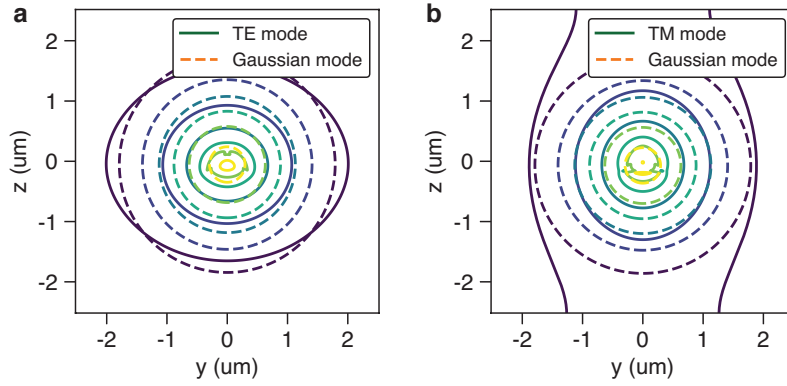 a
TE mode
Gaussian mode
2
1
0
-1
-2
z (um)
-2 -1 0 1 2
y (um)
b
TM mode
Gaussian mode
2
1
0
-1
-2
z (um)
-2 -1 0 1 2
y (um)